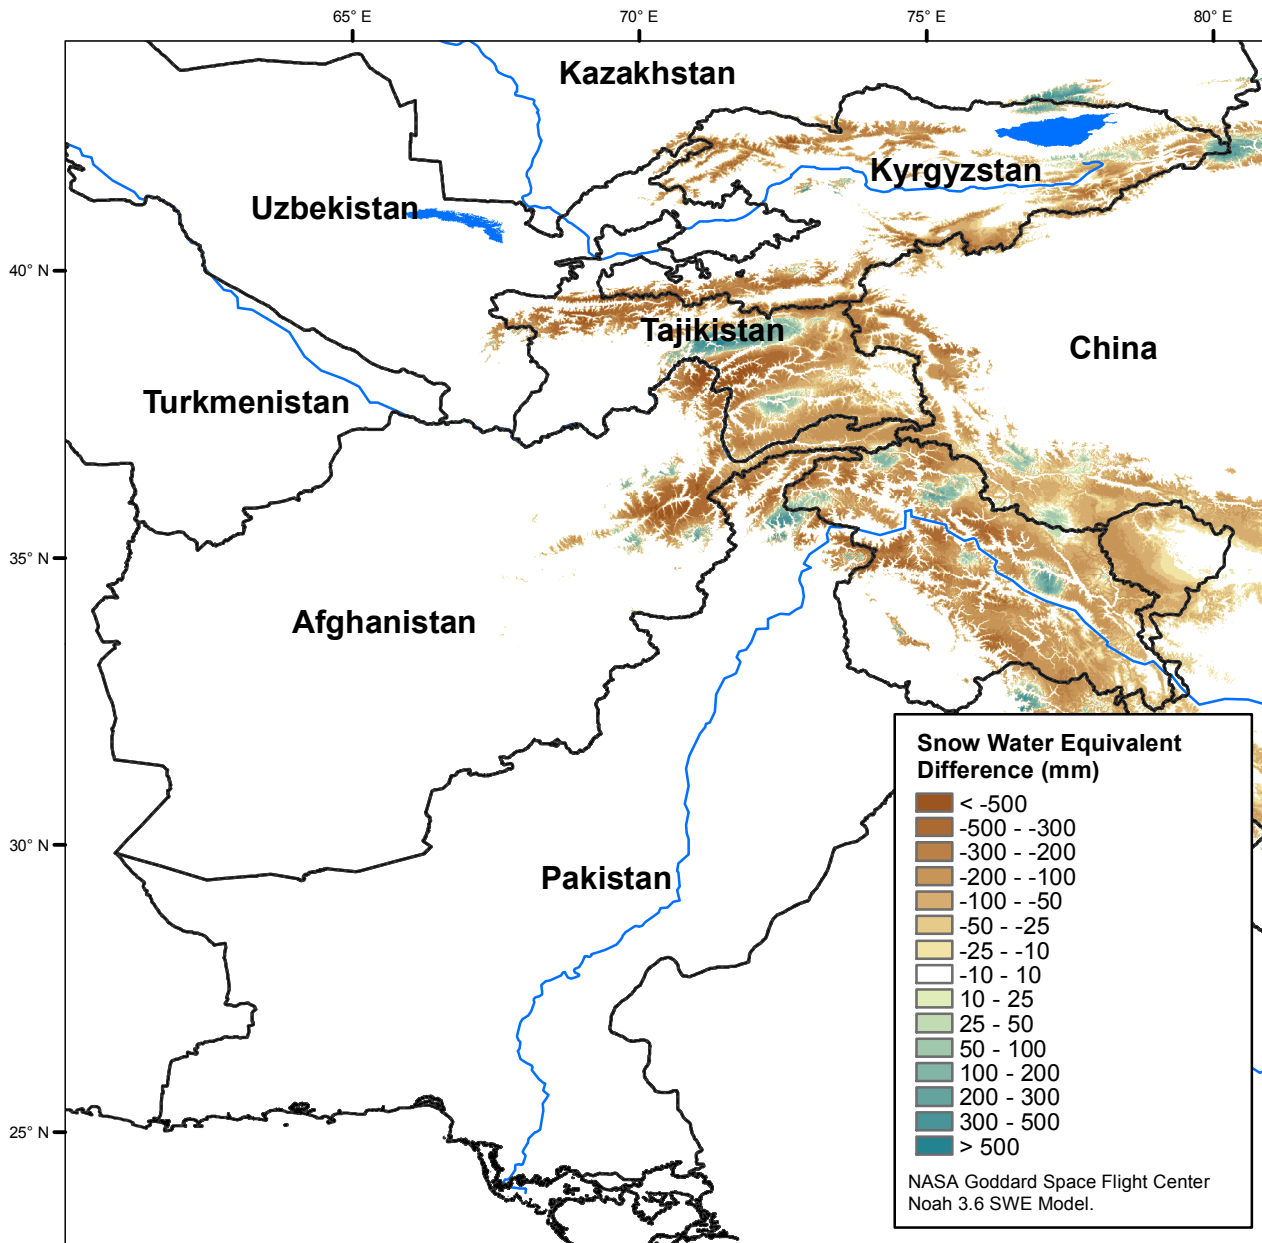 65° E
70° E
75° E
80° E
Kazakhstan
Kyrgyzstan
Uzbekistan
40° N
Tajikistan
China
Turkmenistan
35° N
Afghanistan
30° N
Pakistan
25° N
Snow Water Equivalent
Difference (mm)
< -500
-500 - -300
-300 - -200
-200 - -100
-100 - -50
-50 - -25
-25 - -10
-10 - 10
10 - 25
25 - 50
50 - 100
100 - 200
200 - 300
300 - 500
> 500
NASA Goddard Space Flight Center
Noah 3.6 SWE Model.